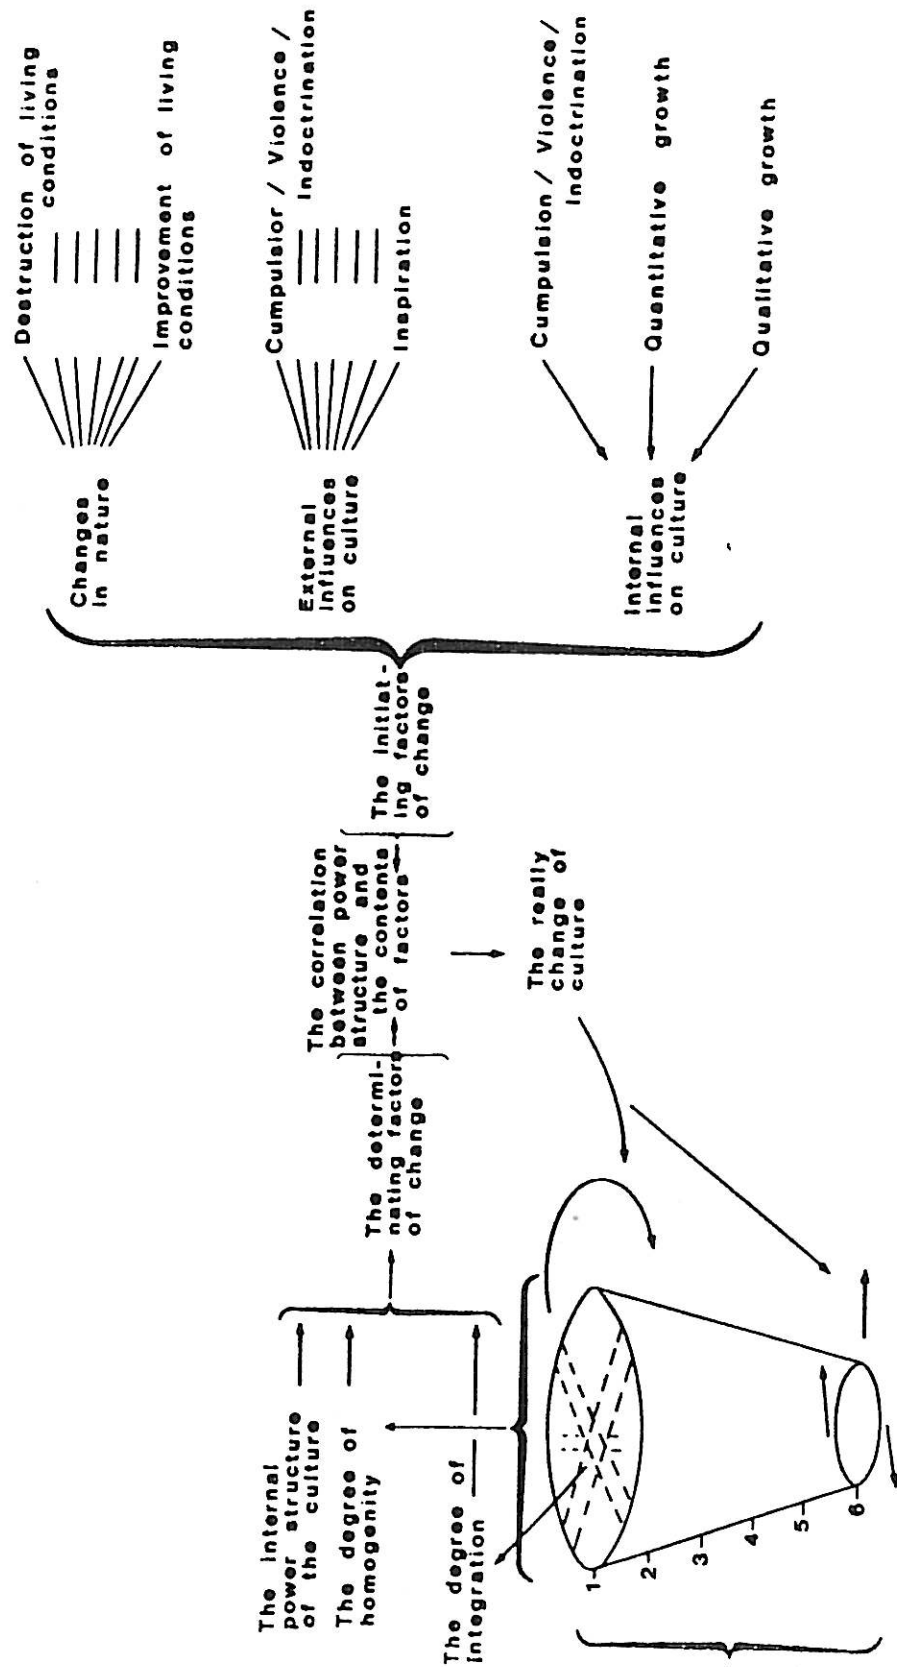 Destruction of living
conditions
Improvement of living
conditions
Changes
in nature
Cumpulsior / Violence /
Indoctrination
Inspiration
External
influences
on culture
Cumpulsion / Violence /
Indoctrination
Quantitative growth
Qualitative growth
Internal
influences
on culture
The initiat-
ing factors
of change
The correlation
between power
structure and
the contents
of factors
The really
change of
culture
The determi-
nating factors
of change
The internal
power structure
of the culture
The degree of
homogenity
The degree of
integration
1-
2-
3-
4-
5-
6-